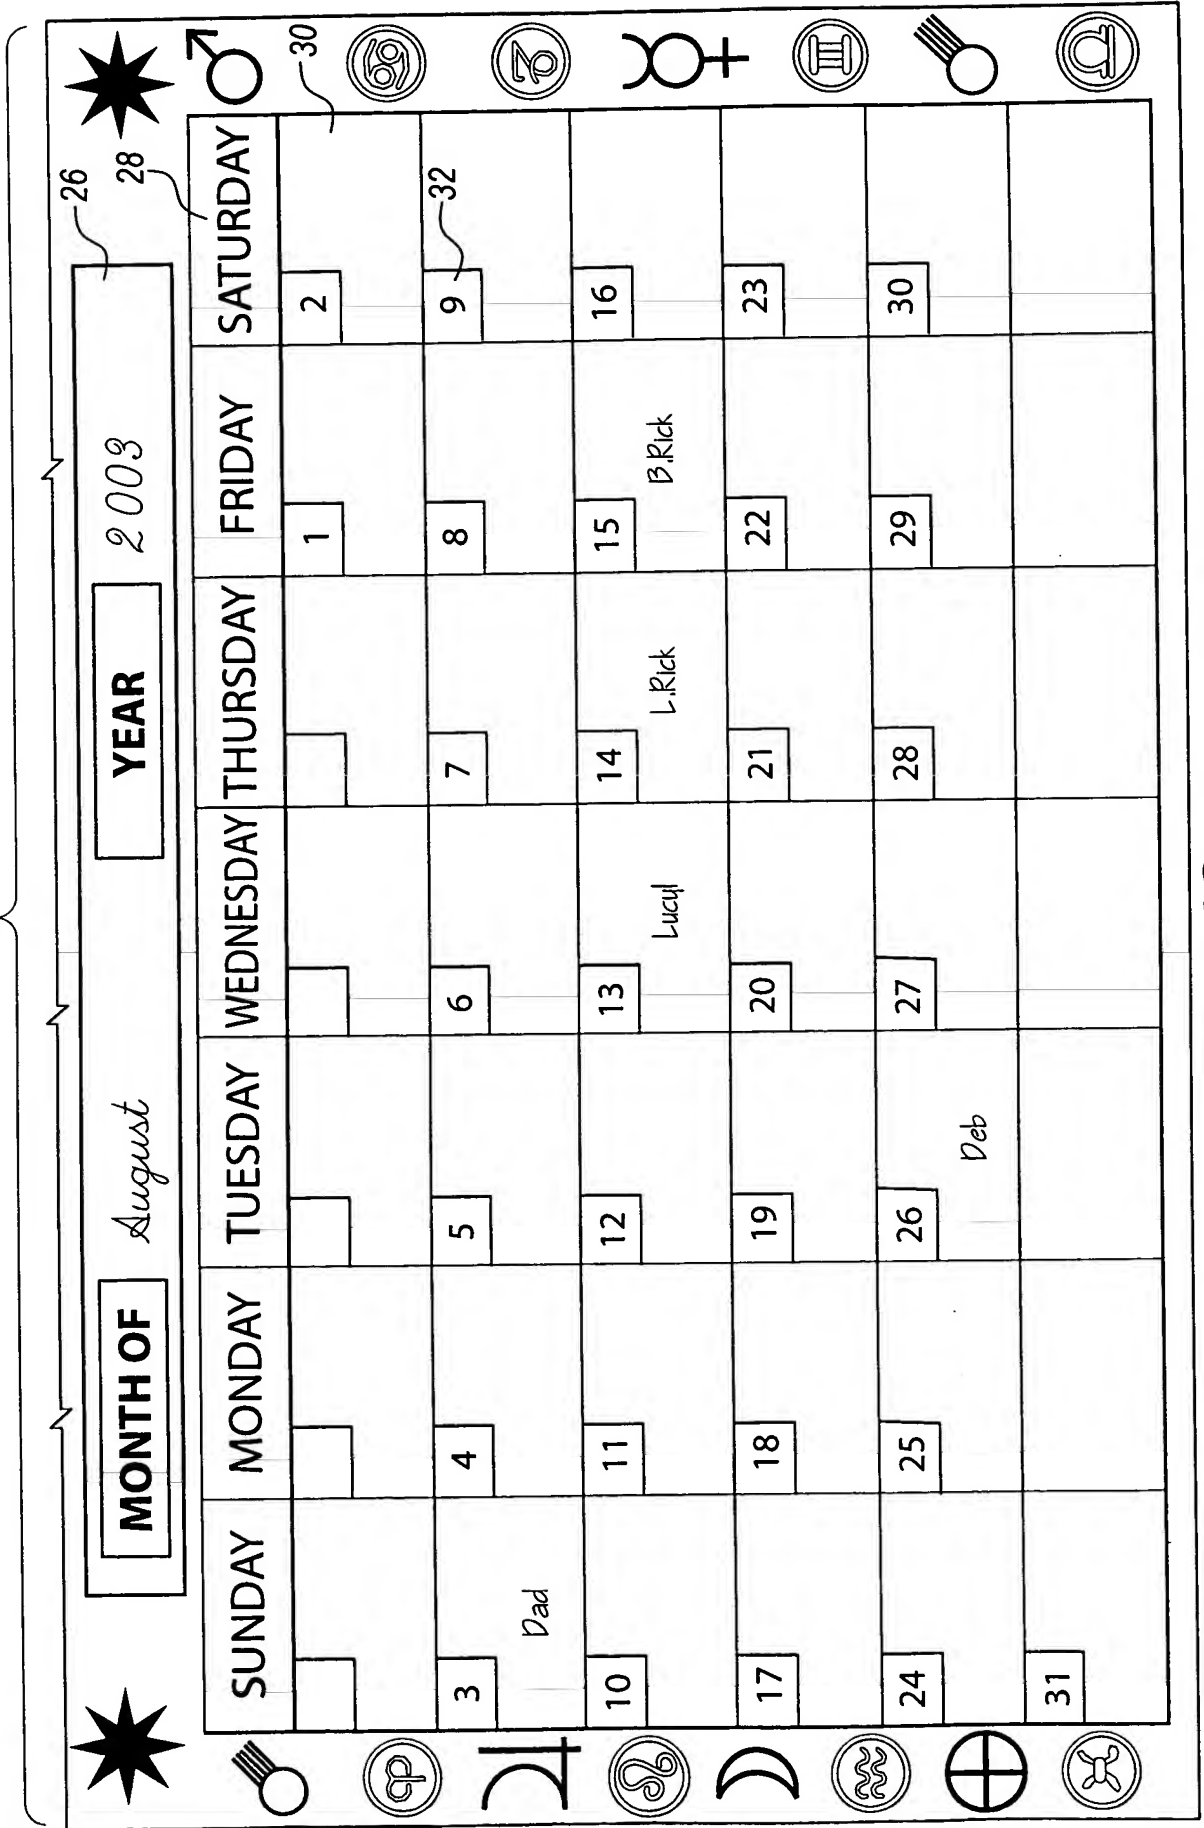 MONTH OF August YEAR 2003
26
28
SUNDAY MONDAY TUESDAY WEDNESDAY THURSDAY FRIDAY SATURDAY
30
1 2
3 4 5 6 7 8 9
32
Dad
10 11 12 13 14 15 16
Lucyl L.Rick B.Rick
17 18 19 20 21 22 23
24 25 26 27 28 29 30
Deb
31